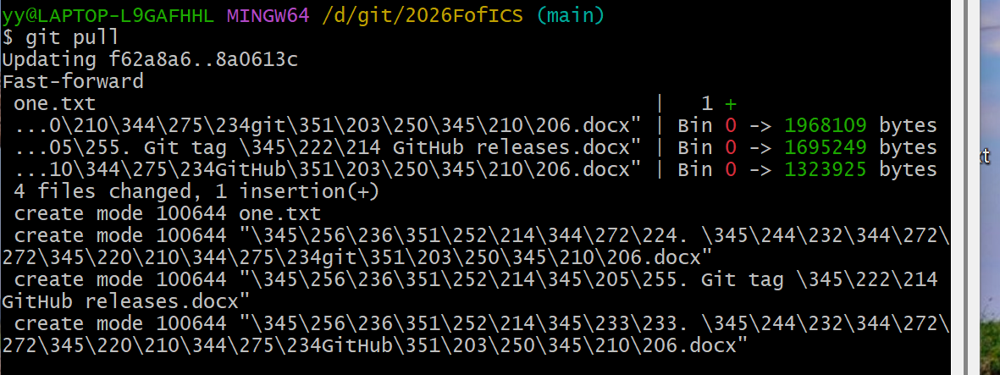 yy@LAPTOP-L9GAFHHL MINGW64 /d/git/2026FofICS (main)
$ git pull
Updating f62a8a6..8a0613c
Fast-forward
 one.txt                                            |   1 +
 ...0\210\344\275\234git\351\203\250\345\210\206.docx" | Bin 0 -> 1968109 bytes
 ...05\255. Git tag \345\222\214 GitHub releases.docx" | Bin 0 -> 1695249 bytes
 ...10\344\275\234GitHub\351\203\250\345\210\206.docx" | Bin 0 -> 1323925 bytes
 4 files changed, 1 insertion(+)
 create mode 100644 one.txt
 create mode 100644 "\345\256\236\351\252\214\344\272\224. \345\244\232\344\272\
272\345\220\210\344\275\234git\351\203\250\345\210\206.docx"
 create mode 100644 "\345\256\236\351\252\214\345\205\255. Git tag \345\222\214
GitHub releases.docx"
 create mode 100644 "\345\256\236\351\252\214\345\233\233. \345\244\232\344\272\
272\345\220\210\344\275\234GitHub\351\203\250\345\210\206.docx"